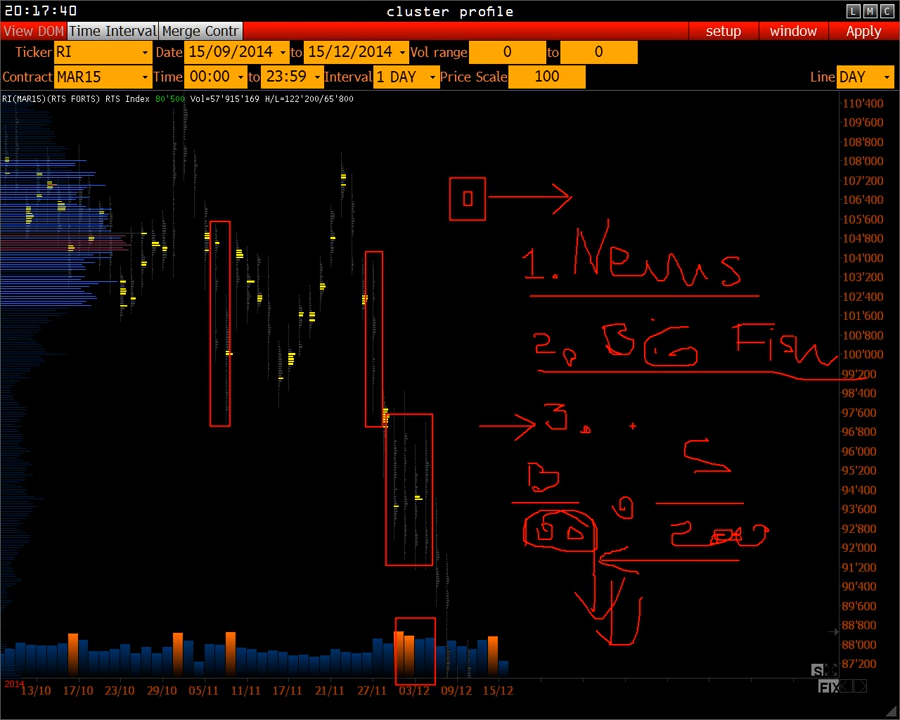 20:17:40 cluster profile L M C
View DOM Time Interval Merge Contr setup window Apply
Ticker RI Date 15/09/2014 to 15/12/2014 Vol range 0 to 0
Contract MAR15 Time 00:00 to 23:59 Interval 1 DAY Price Scale 100 Line DAY
RI(MAR15)(RTS FORTS) RTS Index 80'500 Vol=57'915'169 H/L=122'200/65'800
110'400
109'600
108'800
108'000
107'200
106'400
105'600
104'800
104'000
103'200
102'400
101'600
100'800
100'000
99'200
98'400
97'600
96'800
96'000
95'200
94'400
93'600
92'800
92'000
91'200
90'400
89'600
88'800
88'000
87'200
1. News
2. BiG Fish
3.
B
S
2014 13/10 17/10 23/10 29/10 05/11 11/11 17/11 21/11 27/11 03/12 09/12 15/12
FIX